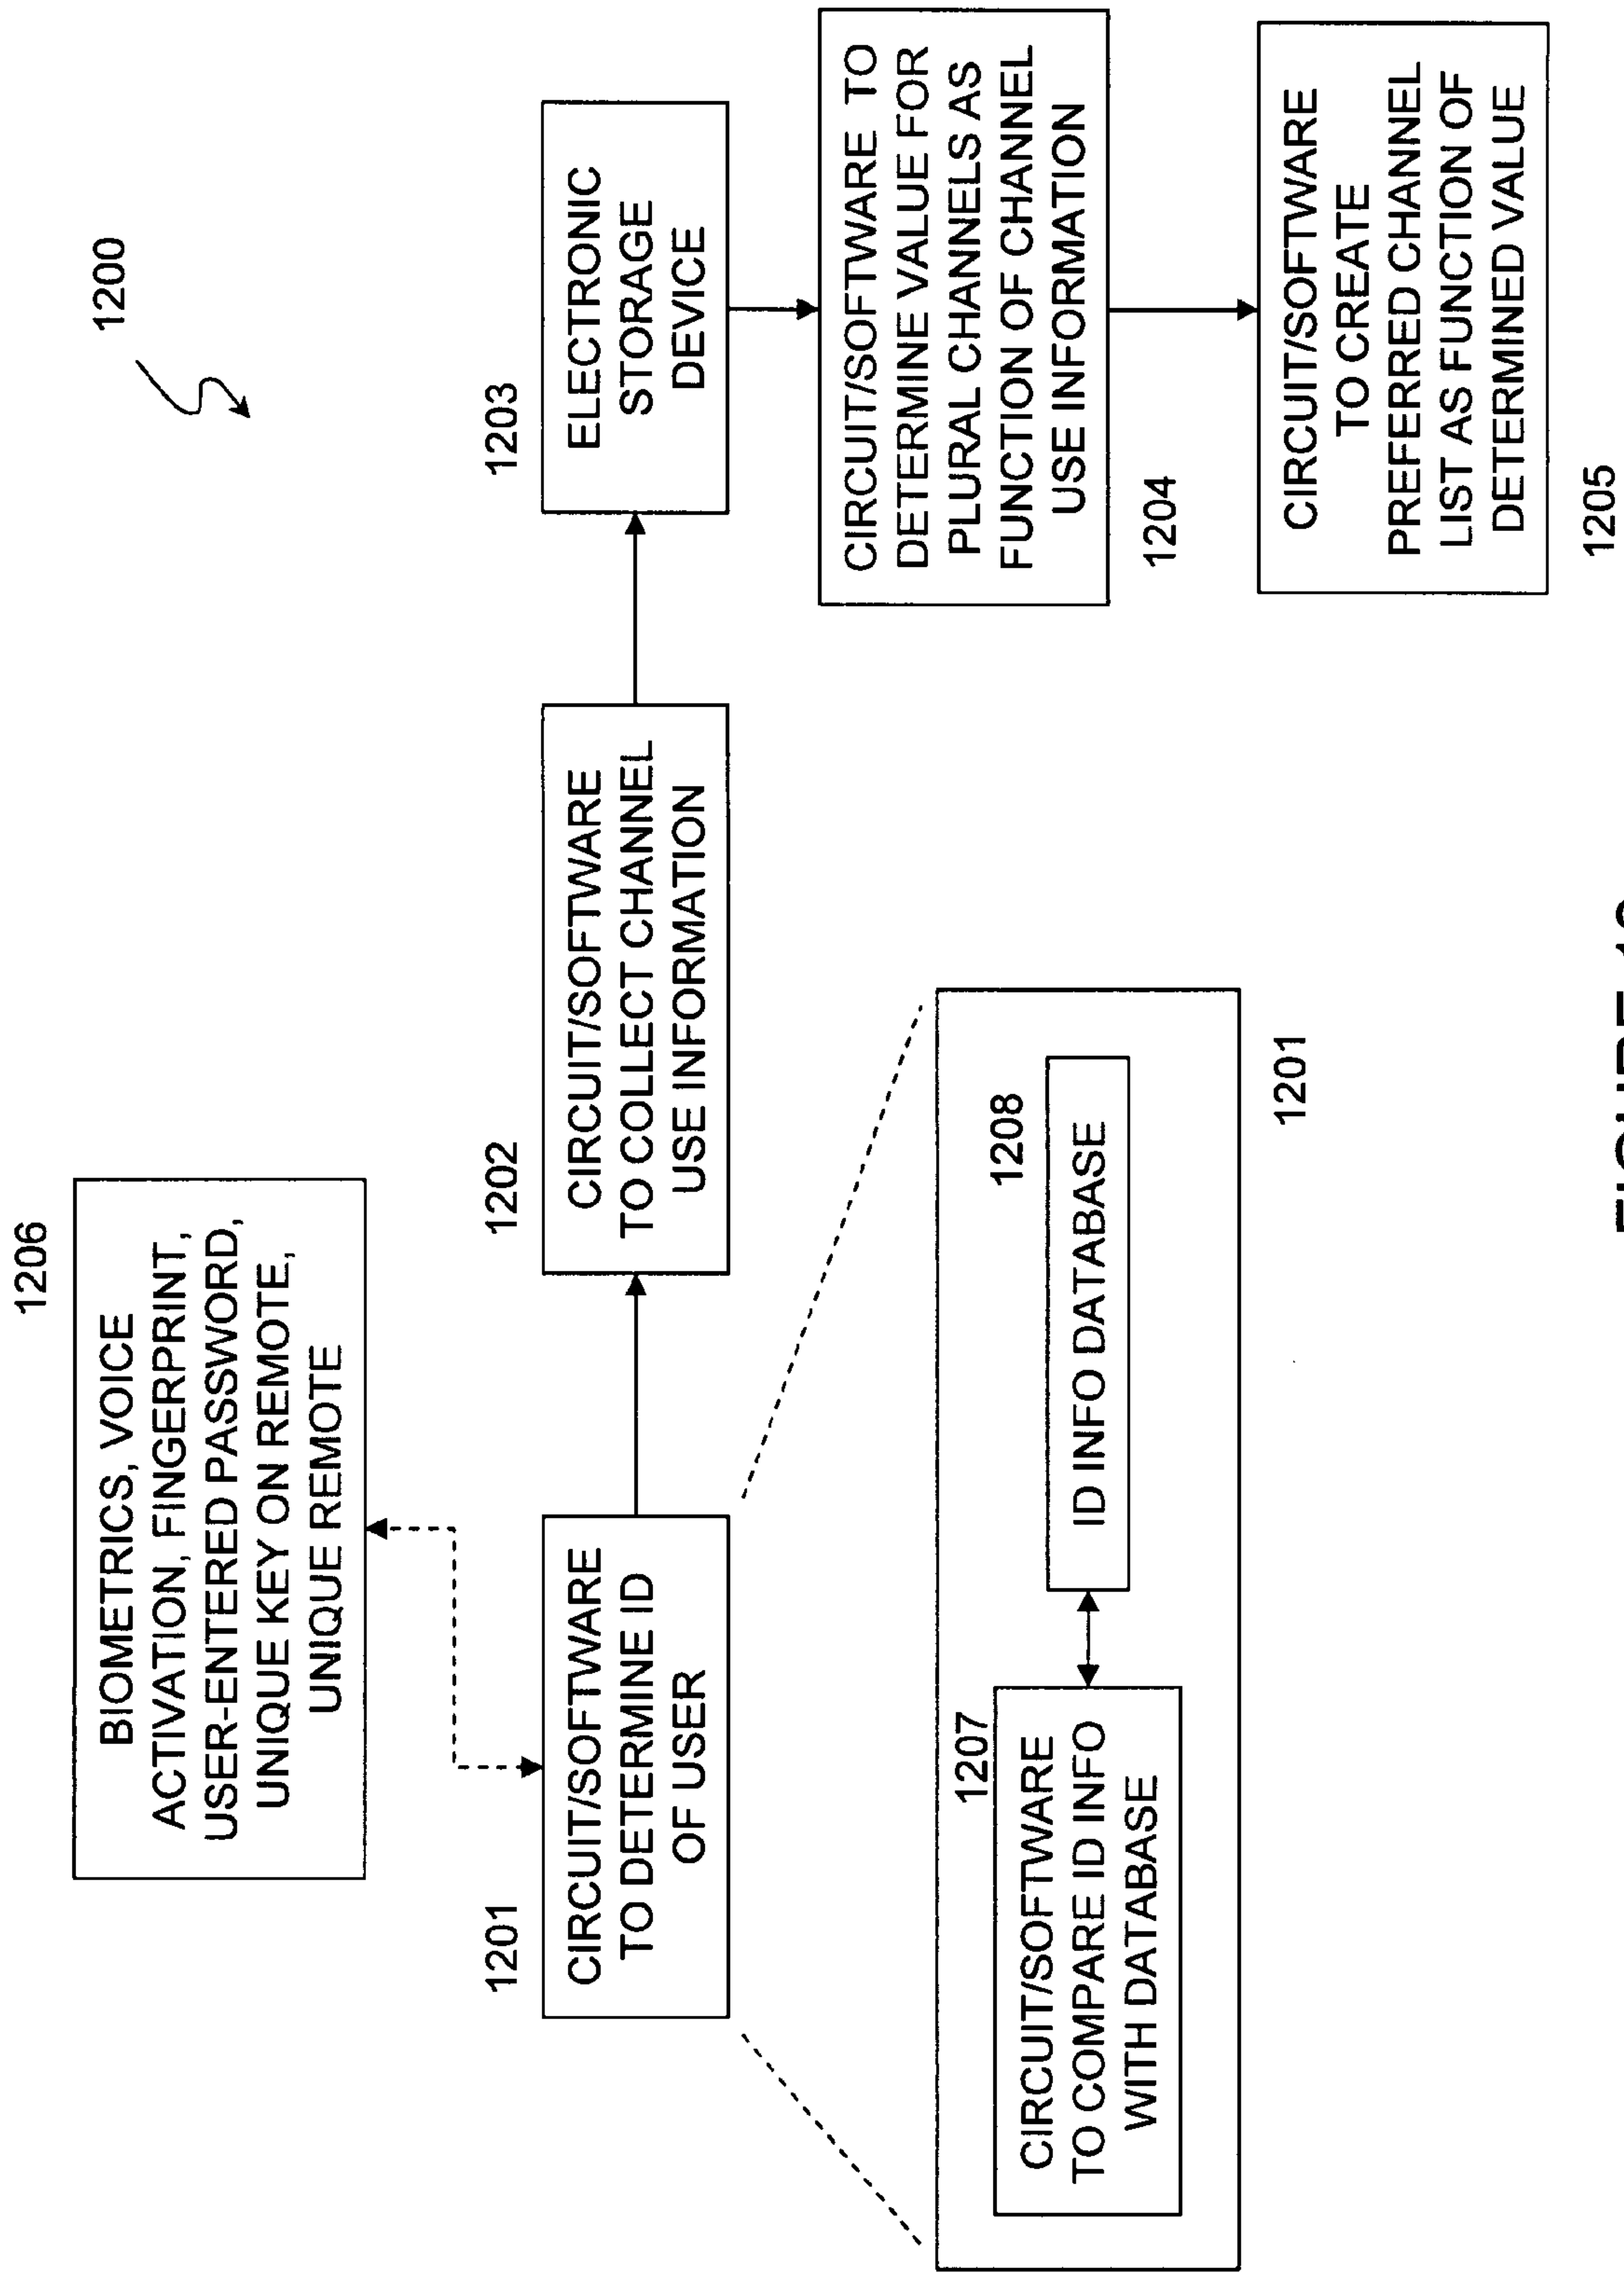 1200
1206
BIOMETRICS, VOICE
ACTIVATION, FINGERPRINT,
USER-ENTERED PASSWORD,
UNIQUE KEY ON REMOTE,
UNIQUE REMOTE
1201
CIRCUIT/SOFTWARE
TO DETERMINE ID
OF USER
1202
CIRCUIT/SOFTWARE
TO COLLECT CHANNEL
USE INFORMATION
1203
ELECTRONIC
STORAGE
DEVICE
CIRCUIT/SOFTWARE TO
DETERMINE VALUE FOR
PLURAL CHANNELS AS
FUNCTION OF CHANNEL
USE INFORMATION
1204
CIRCUIT/SOFTWARE
TO CREATE
PREFERRED CHANNEL
LIST AS FUNCTION OF
DETERMINED VALUE
1205
1207
CIRCUIT/SOFTWARE
TO COMPARE ID INFO
WITH DATABASE
1208
ID INFO DATABASE
1201